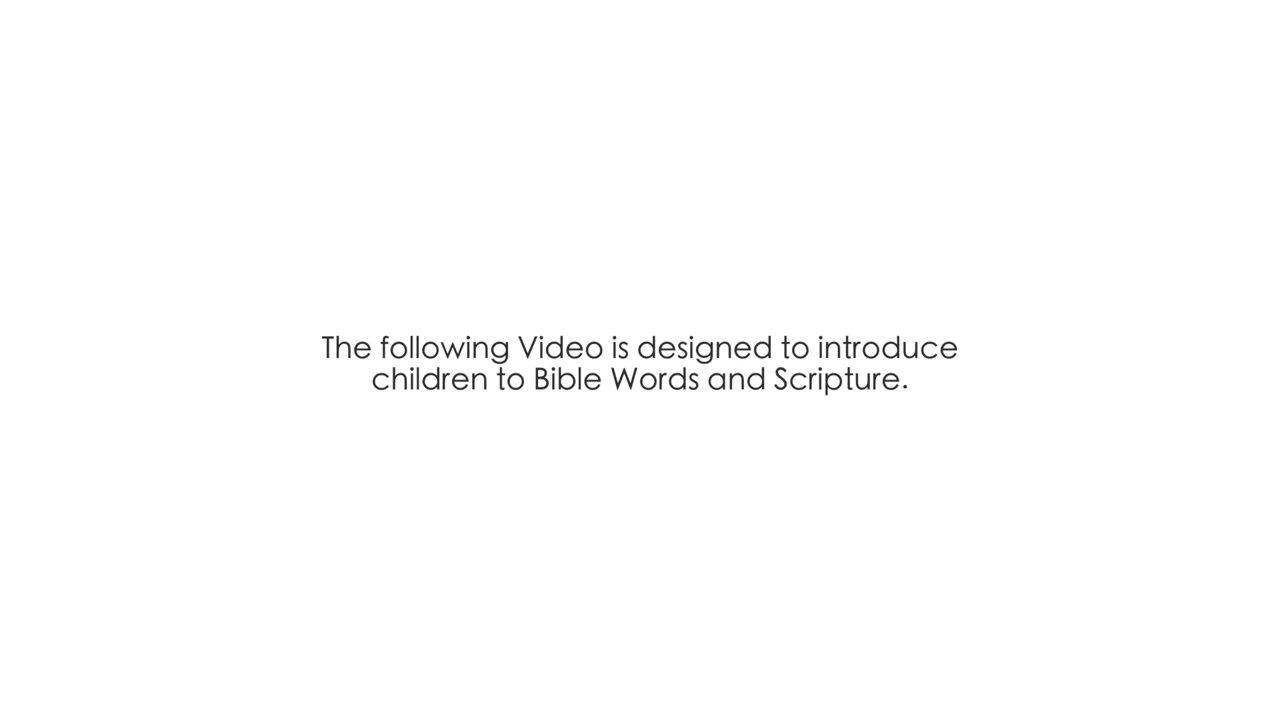 The following Video is designed to introduce
children to Bible Words and Scripture.